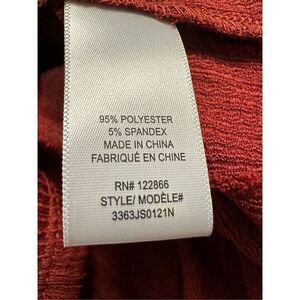 95% POLYESTER
5% SPANDEX
MADE IN CHINA
FABRIQUÉ EN CHINE
RN# 122866
STYLE/ MODÈLE#
3363JS0121N